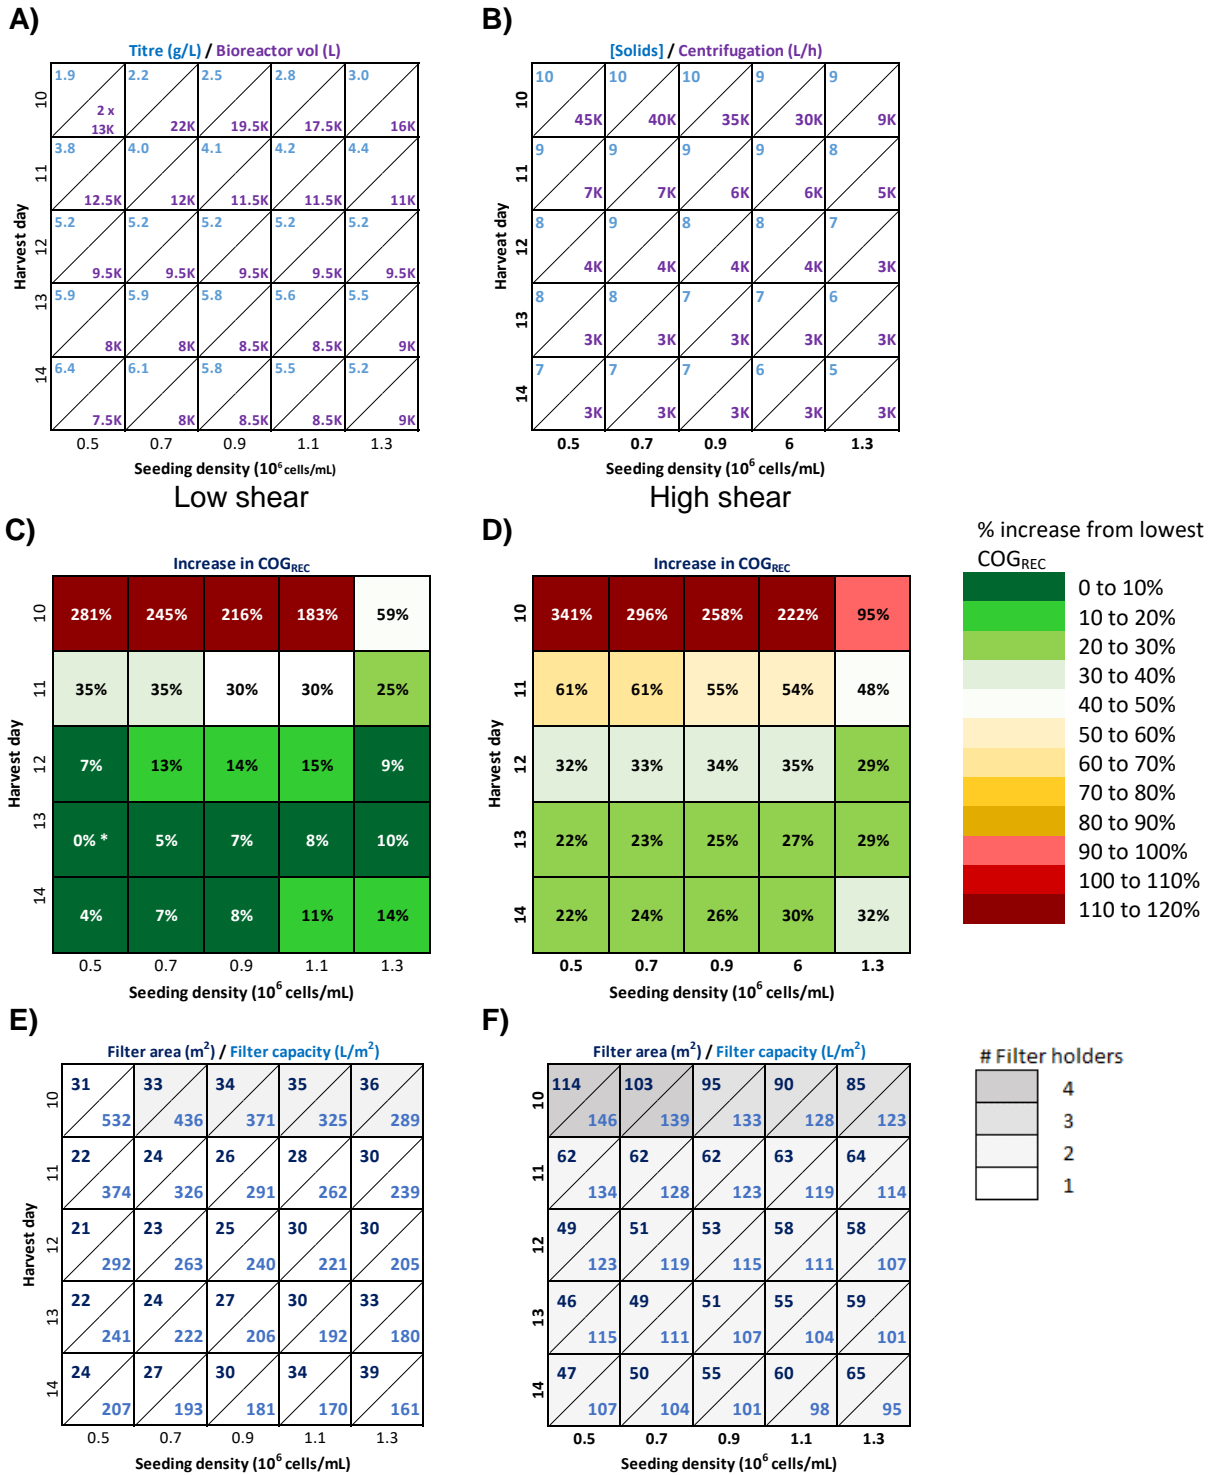 A)
Titre (g/L) / Bioreactor vol (L)
1.9 2.2 2.5 2.8 3.0
10
2 x
13K 22K 19.5K 17.5K 16K
3.8 4.0 4.1 4.2 4.4
11
12.5K 12K 11.5K 11.5K 11K
5.2 5.2 5.2 5.2 5.2
12
9.5K 9.5K 9.5K 9.5K 9.5K
5.9 5.9 5.8 5.6 5.5
13
8K 8K 8.5K 8.5K 9K
6.4 6.1 5.8 5.5 5.2
14
7.5K 8K 8.5K 8.5K 9K
Harvest day
0.5 0.7 0.9 1.1 1.3
Seeding density (10⁶ cells/mL)
Low shear
B)
[Solids] / Centrifugation (L/h)
10 10 10 9 9
10
45K 40K 35K 30K 9K
9 9 9 9 8
11
7K 7K 6K 6K 5K
8 9 8 8 7
12
4K 4K 4K 4K 3K
8 8 7 7 6
13
3K 3K 3K 3K 3K
7 7 7 6 5
14
3K 3K 3K 3K 3K
Harveat day
0.5 0.7 0.9 6 1.3
Seeding density (10⁶ cells/mL)
High shear
C)
Increase in COG_REC
10 281% 245% 216% 183% 59%
11 35% 35% 30% 30% 25%
12 7% 13% 14% 15% 9%
13 0% * 5% 7% 8% 10%
14 4% 7% 8% 11% 14%
Harvest day
0.5 0.7 0.9 1.1 1.3
Seeding density (10⁶ cells/mL)
D)
Increase in COG_REC
10 341% 296% 258% 222% 95%
11 61% 61% 55% 54% 48%
12 32% 33% 34% 35% 29%
13 22% 23% 25% 27% 29%
14 22% 24% 26% 30% 32%
Harvest day
0.5 0.7 0.9 6 1.3
Seeding density (10⁶ cells/mL)
% increase from lowest
COG_REC
0 to 10%
10 to 20%
20 to 30%
30 to 40%
40 to 50%
50 to 60%
60 to 70%
70 to 80%
80 to 90%
90 to 100%
100 to 110%
110 to 120%
E)
Filter area (m²) / Filter capacity (L/m²)
31 33 34 35 36
10
532 436 371 325 289
22 24 26 28 30
11
374 326 291 262 239
21 23 25 30 30
12
292 263 240 221 205
22 24 27 30 33
13
241 222 206 192 180
24 27 30 34 39
14
207 193 181 170 161
Harvest day
0.5 0.7 0.9 1.1 1.3
Seeding density (10⁶ cells/mL)
F)
Filter area (m²) / Filter capacity (L/m²)
114 103 95 90 85
10
146 139 133 128 123
62 62 62 63 64
11
134 128 123 119 114
49 51 53 58 58
12
123 119 115 111 107
46 49 51 55 59
13
115 111 107 104 101
47 50 55 60 65
14
107 104 101 98 95
0.5 0.7 0.9 1.1 1.3
Seeding density (10⁶ cells/mL)
# Filter holders
4
3
2
1